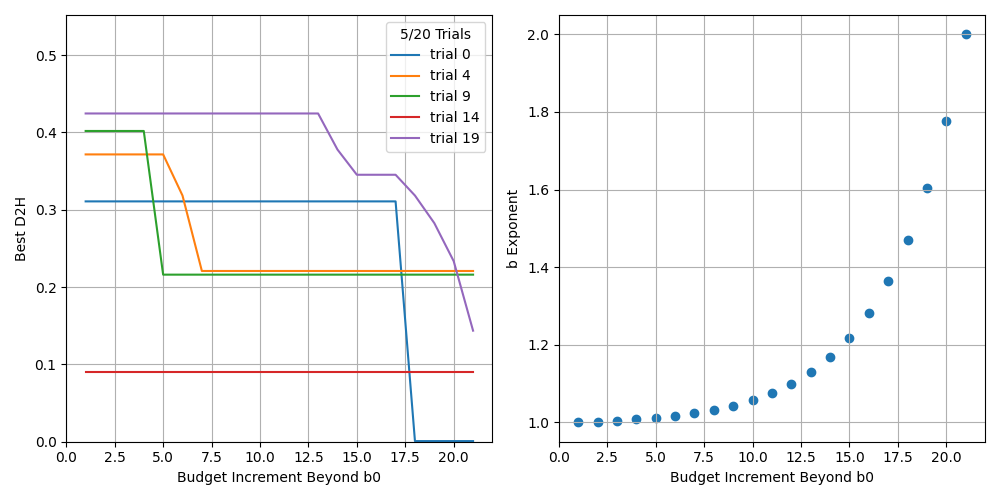 0.5
0.4
0.3
0.2
0.1
0.0
Best D2H
0.0 2.5 5.0 7.5 10.0 12.5 15.0 17.5 20.0
Budget Increment Beyond b0
5/20 Trials
trial 0
trial 4
trial 9
trial 14
trial 19
2.0
1.8
1.6
1.4
1.2
1.0
b Exponent
0.0 2.5 5.0 7.5 10.0 12.5 15.0 17.5 20.0
Budget Increment Beyond b0